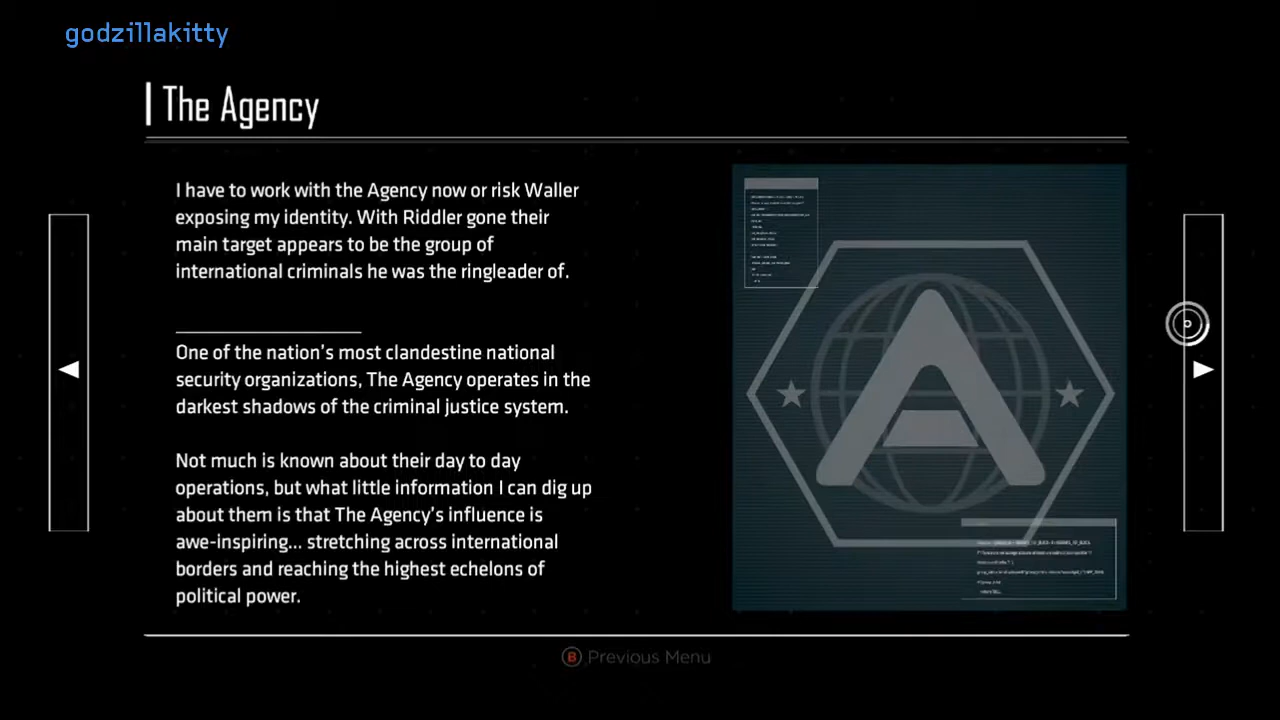 godzillakitty
The Agency
I have to work with the Agency now or risk Waller
exposing my identity. With Riddler gone their
main target appears to be the group of
international criminals he was the ringleader of.
One of the nation's most clandestine national
security organizations, The Agency operates in the
darkest shadows of the criminal justice system.
Not much is known about their day to day
operations, but what little information I can dig up
about them is that The Agency's influence is
awe-inspiring... stretching across international
borders and reaching the highest echelons of
political power.
B Previous Menu